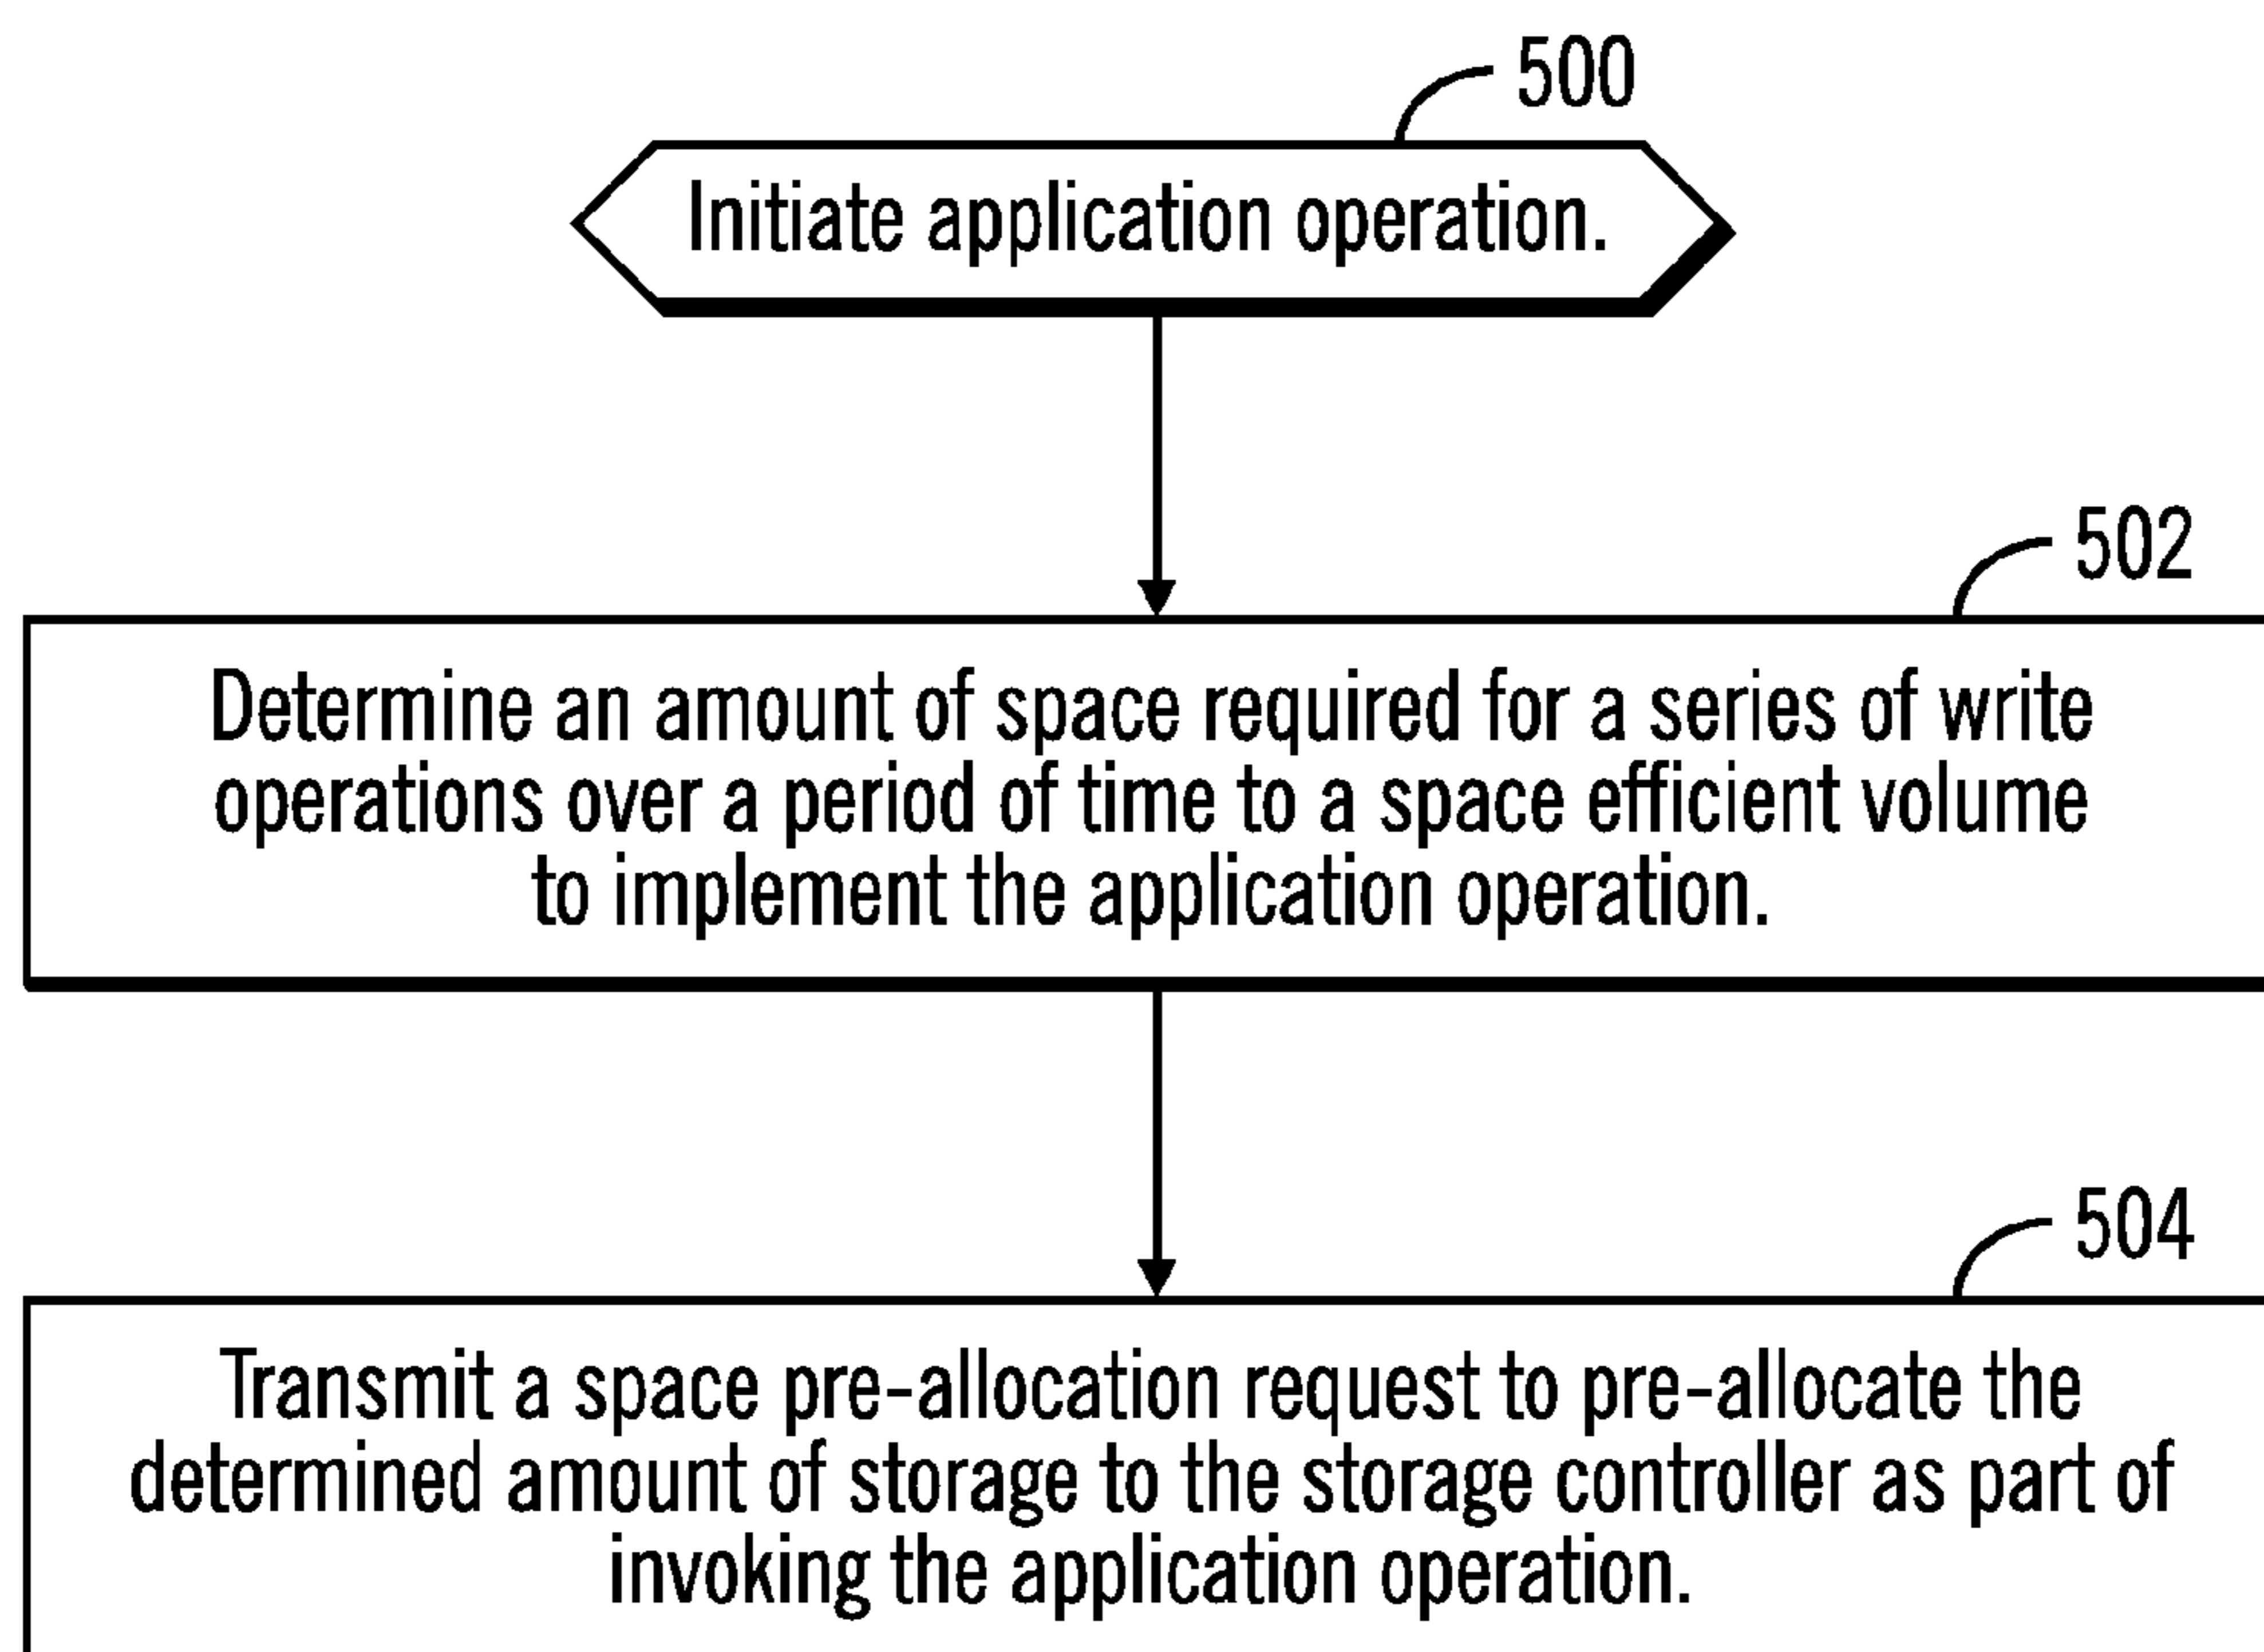 500
Initiate application operation.
502
Determine an amount of space required for a series of write
operations over a period of time to a space efficient volume
to implement the application operation.
504
Transmit a space pre-allocation request to pre-allocate the
determined amount of storage to the storage controller as part of
invoking the application operation.